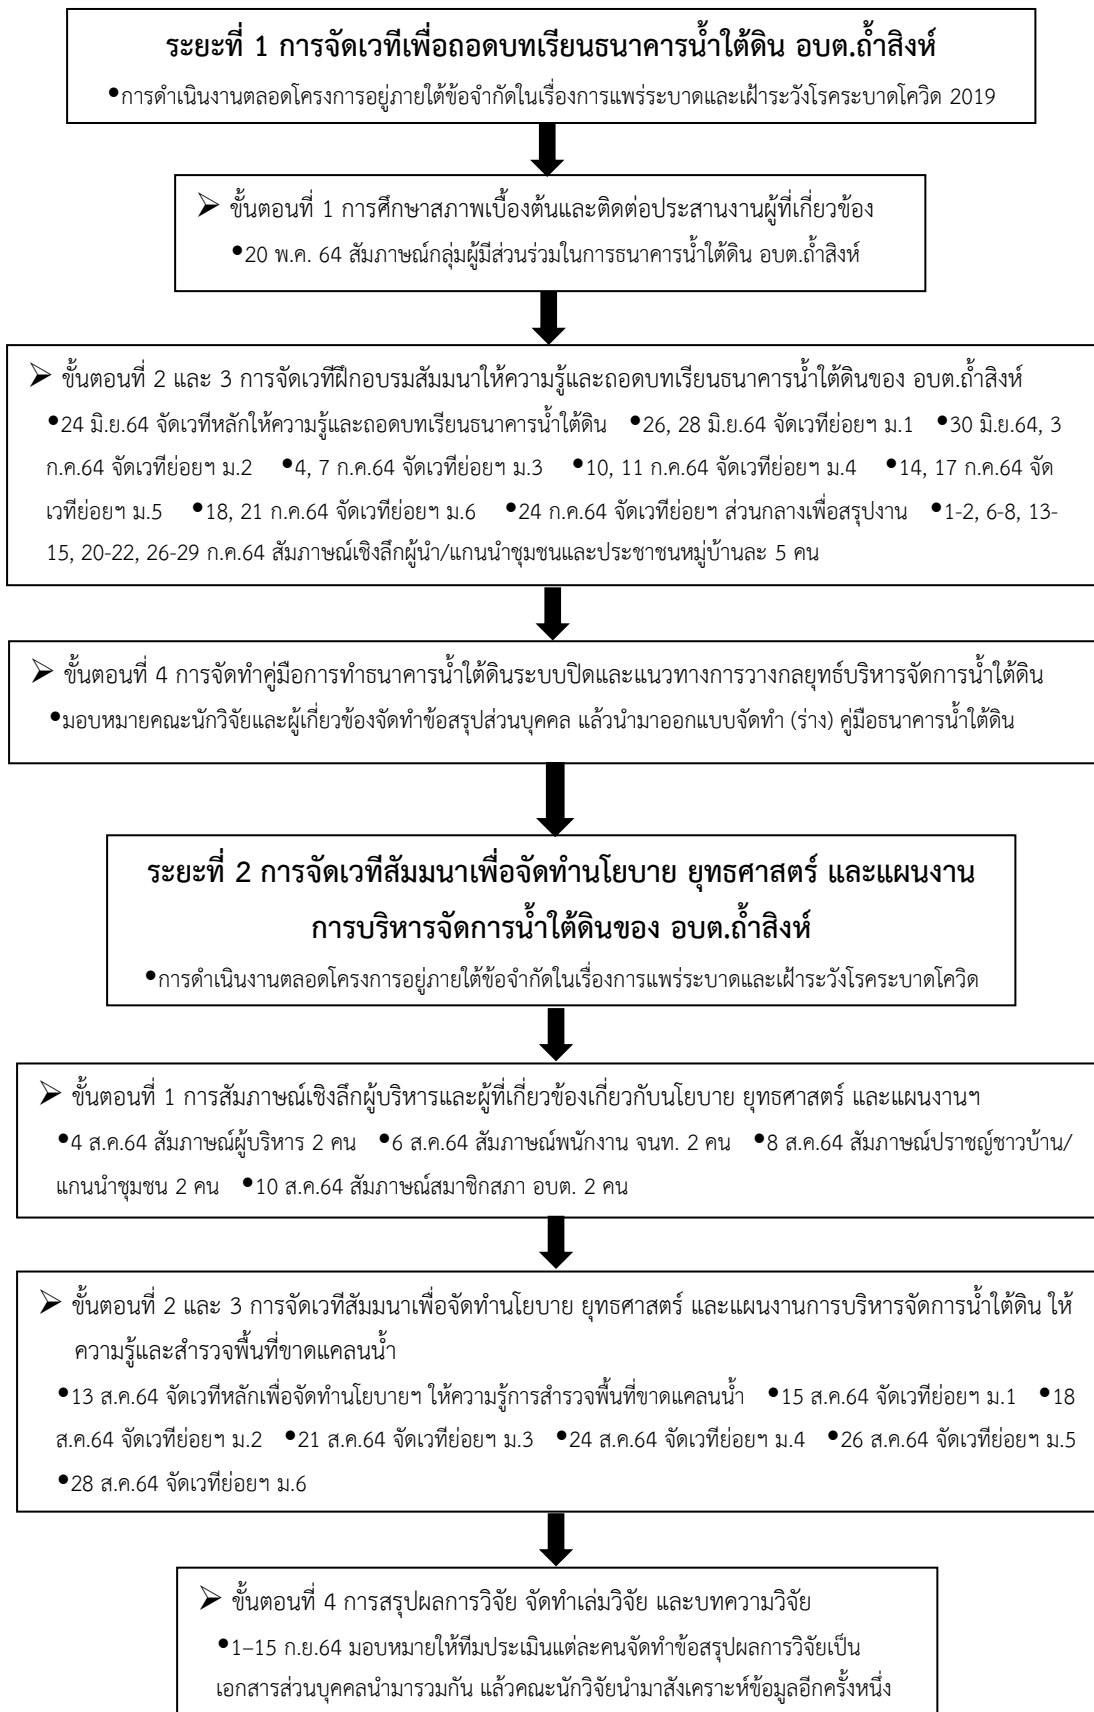 ระยะที่ 1 การจัดเวทีเพื่อถอดบทเรียนธนาคารน้ำใต้ดิน อบต.ถ้ำสิงห์
•การดำเนินงานตลอดโครงการอยู่ภายใต้ข้อจำกัดในเรื่องการแพร่ระบาดและเฝ้าระวังโรคระบาดโควิด 2019
➢ ขั้นตอนที่ 1 การศึกษาสภาพเบื้องต้นและติดต่อประสานงานผู้ที่เกี่ยวข้อง
•20 พ.ค. 64 สัมภาษณ์กลุ่มผู้มีส่วนร่วมในการธนาคารน้ำใต้ดิน อบต.ถ้ำสิงห์
➢ ขั้นตอนที่ 2 และ 3 การจัดเวทีฝึกอบรมสัมมนาให้ความรู้และถอดบทเรียนธนาคารน้ำใต้ดินของ อบต.ถ้ำสิงห์
•24 มิ.ย.64 จัดเวทีหลักให้ความรู้และถอดบทเรียนธนาคารน้ำใต้ดิน •26, 28 มิ.ย.64 จัดเวทีย่อยฯ ม.1 •30 มิ.ย.64, 3
ก.ค.64 จัดเวทีย่อยฯ ม.2 •4, 7 ก.ค.64 จัดเวทีย่อยฯ ม.3 •10, 11 ก.ค.64 จัดเวทีย่อยฯ ม.4 •14, 17 ก.ค.64 จัด
เวทีย่อยฯ ม.5 •18, 21 ก.ค.64 จัดเวทีย่อยฯ ม.6 •24 ก.ค.64 จัดเวทีย่อยฯ ส่วนกลางเพื่อสรุปงาน •1-2, 6-8, 13-
15, 20-22, 26-29 ก.ค.64 สัมภาษณ์เชิงลึกผู้นำ/แกนนำชุมชนและประชาชนหมู่บ้านละ 5 คน
➢ ขั้นตอนที่ 4 การจัดทำคู่มือการทำธนาคารน้ำใต้ดินระบบปิดและแนวทางการวางกลยุทธ์บริหารจัดการน้ำใต้ดิน
•มอบหมายคณะนักวิจัยและผู้เกี่ยวข้องจัดทำข้อสรุปส่วนบุคคล แล้วนำมาออกแบบจัดทำ (ร่าง) คู่มือธนาคารน้ำใต้ดิน
ระยะที่ 2 การจัดเวทีสัมมนาเพื่อจัดทำนโยบาย ยุทธศาสตร์ และแผนงาน
การบริหารจัดการน้ำใต้ดินของ อบต.ถ้ำสิงห์
•การดำเนินงานตลอดโครงการอยู่ภายใต้ข้อจำกัดในเรื่องการแพร่ระบาดและเฝ้าระวังโรคระบาดโควิด
➢ ขั้นตอนที่ 1 การสัมภาษณ์เชิงลึกผู้บริหารและผู้ที่เกี่ยวข้องเกี่ยวกับนโยบาย ยุทธศาสตร์ และแผนงานฯ
•4 ส.ค.64 สัมภาษณ์ผู้บริหาร 2 คน •6 ส.ค.64 สัมภาษณ์พนักงาน จนท. 2 คน •8 ส.ค.64 สัมภาษณ์ปราชญ์ชาวบ้าน/
แกนนำชุมชน 2 คน •10 ส.ค.64 สัมภาษณ์สมาชิกสภา อบต. 2 คน
➢ ขั้นตอนที่ 2 และ 3 การจัดเวทีสัมมนาเพื่อจัดทำนโยบาย ยุทธศาสตร์ และแผนงานการบริหารจัดการน้ำใต้ดิน ให้
ความรู้และสำรวจพื้นที่ขาดแคลนน้ำ
•13 ส.ค.64 จัดเวทีหลักเพื่อจัดทำนโยบายฯ ให้ความรู้การสำรวจพื้นที่ขาดแคลนน้ำ •15 ส.ค.64 จัดเวทีย่อยฯ ม.1 •18
ส.ค.64 จัดเวทีย่อยฯ ม.2 •21 ส.ค.64 จัดเวทีย่อยฯ ม.3 •24 ส.ค.64 จัดเวทีย่อยฯ ม.4 •26 ส.ค.64 จัดเวทีย่อยฯ ม.5
•28 ส.ค.64 จัดเวทีย่อยฯ ม.6
➢ ขั้นตอนที่ 4 การสรุปผลการวิจัย จัดทำเล่มวิจัย และบทความวิจัย
•1–15 ก.ย.64 มอบหมายให้ทีมประเมินแต่ละคนจัดทำข้อสรุปผลการวิจัยเป็น
เอกสารส่วนบุคคลนำมารวมกัน แล้วคณะนักวิจัยนำมาสังเคราะห์ข้อมูลอีกครั้งหนึ่ง